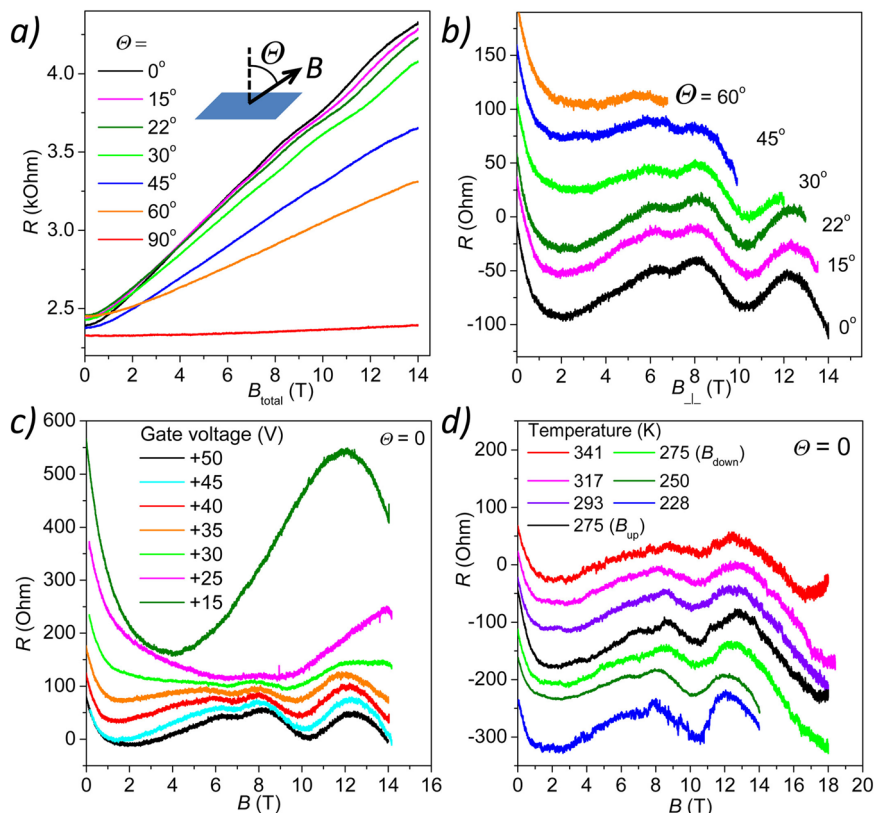 a)
Θ =
0°
15°
22°
30°
45°
60°
90°
Θ
B
R (kOhm)
4.0
3.5
3.0
2.5
0 2 4 6 8 10 12 14
B_total (T)
b)
Θ = 60°
45°
30°
22°
15°
0°
R (Ohm)
150
100
50
0
-50
-100
0 2 4 6 8 10 12 14
B_⊥ (T)
c)
Gate voltage (V)
Θ = 0
+50
+45
+40
+35
+30
+25
+15
R (Ohm)
600
500
400
300
200
100
0
0 2 4 6 8 10 12 14 16
B (T)
d)
Temperature (K)
Θ = 0
341 275 (B_down)
317 250
293 228
275 (B_up)
R (Ohm)
200
100
0
-100
-200
-300
0 2 4 6 8 10 12 14 16 18 20
B (T)